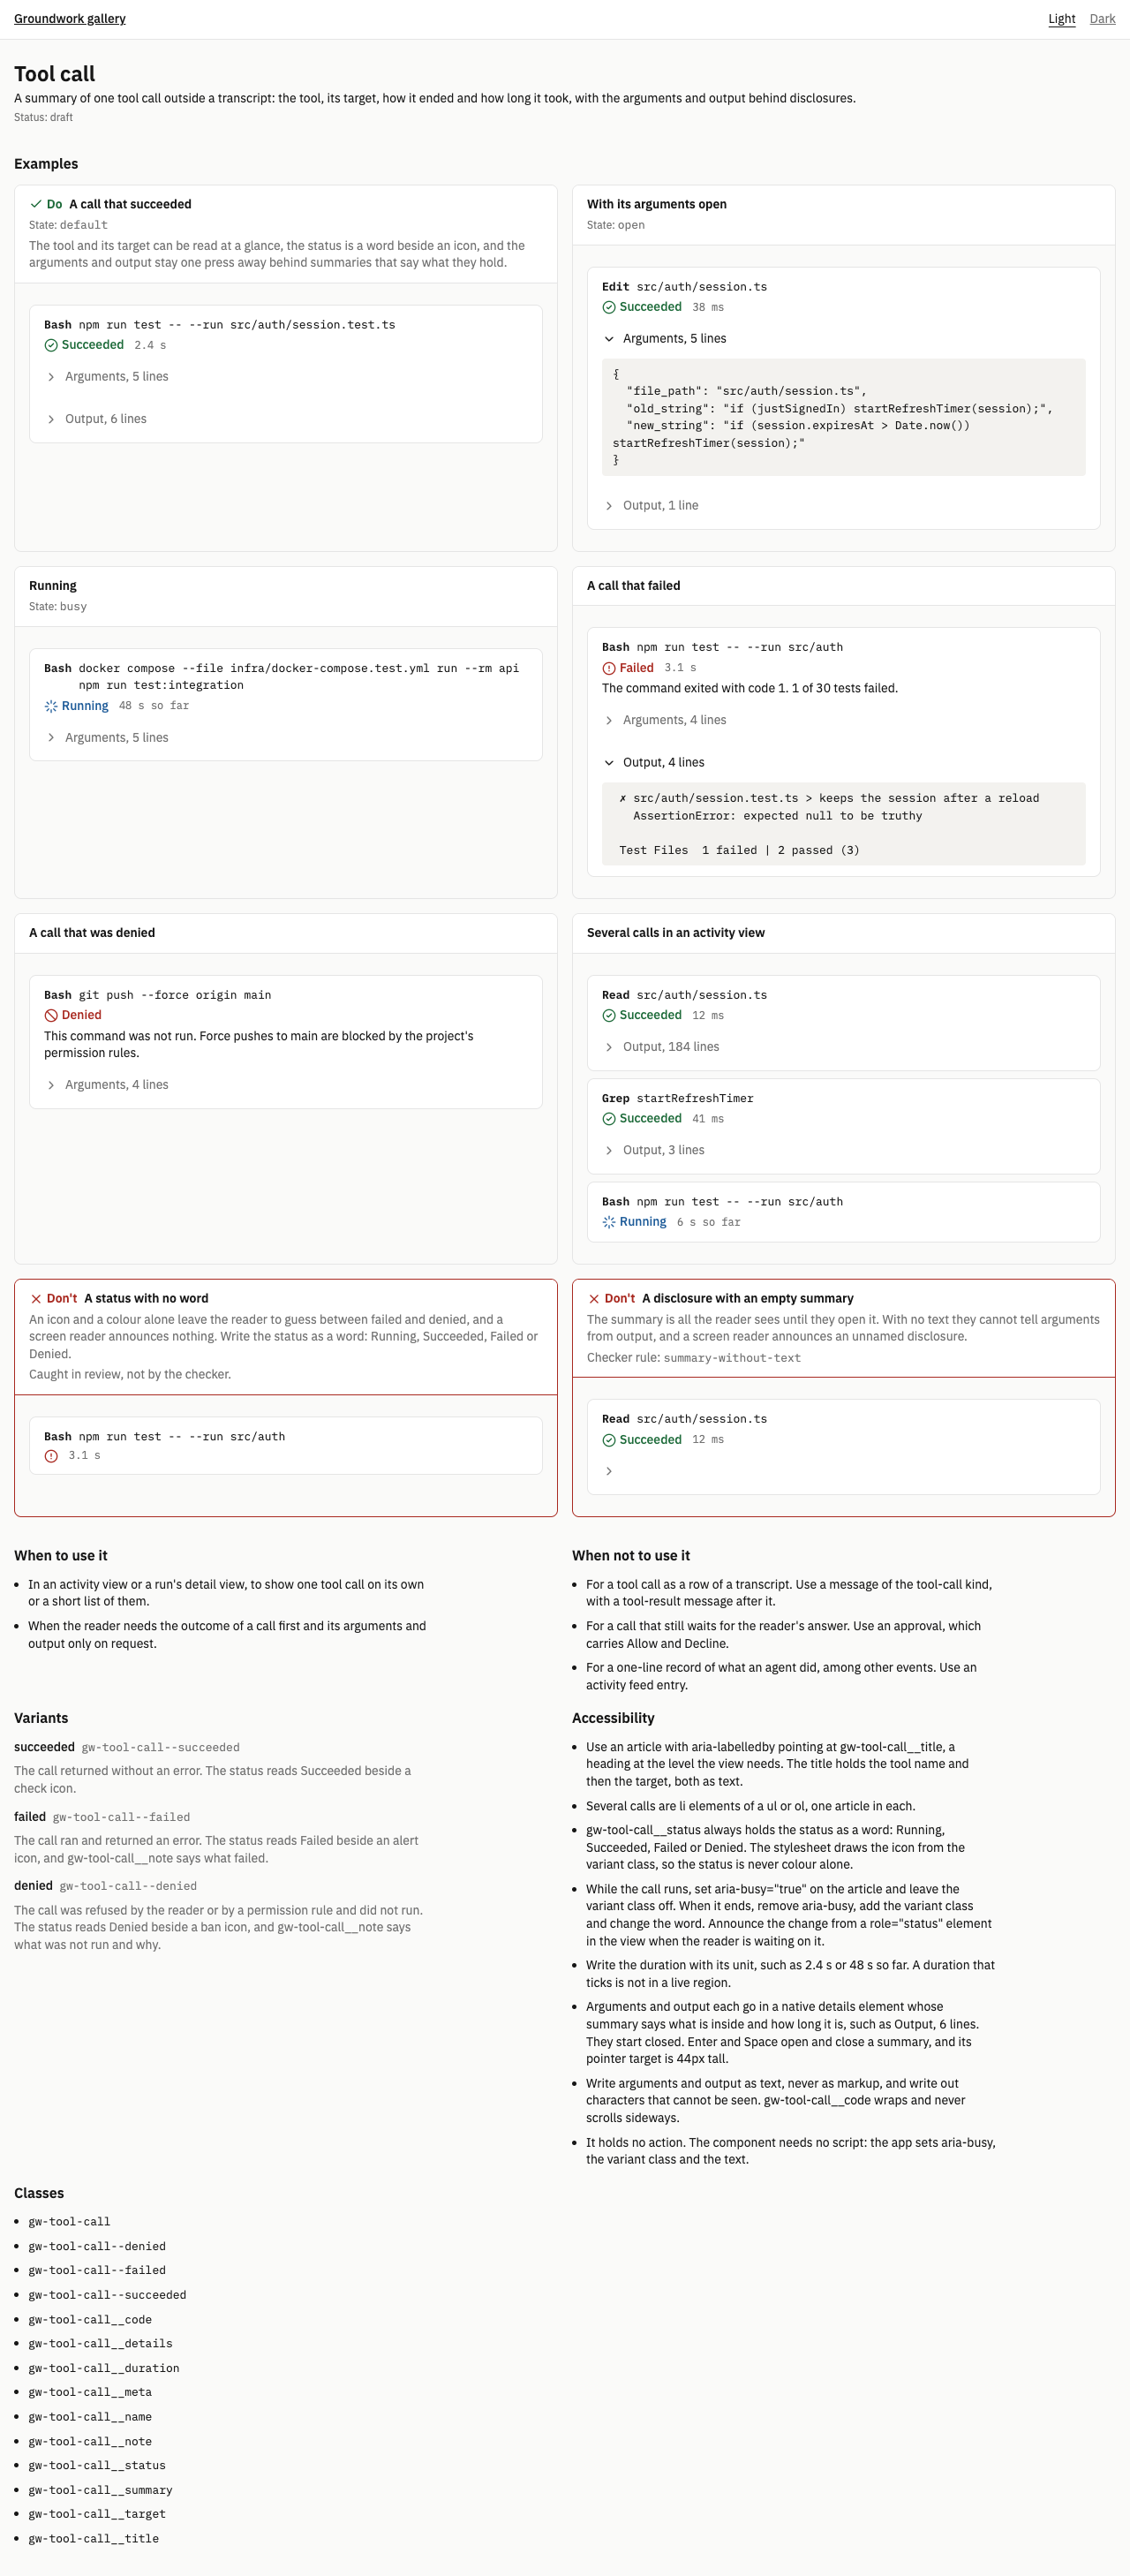 Groundwork gallery
Light Dark
Tool call
A summary of one tool call outside a transcript: the tool, its target, how it ended and how long it took, with the arguments and output behind disclosures.
Status: draft
Examples
Do A call that succeeded
State: default
The tool and its target can be read at a glance, the status is a word beside an icon, and the
arguments and output stay one press away behind summaries that say what they hold.
Bash npm run test -- --run src/auth/session.test.ts
Succeeded 2.4 s
Arguments, 5 lines
Output, 6 lines
With its arguments open
State: open
Edit src/auth/session.ts
Succeeded 38 ms
Arguments, 5 lines
{
"file_path": "src/auth/session.ts",
"old_string": "if (justSignedIn) startRefreshTimer(session);",
"new_string": "if (session.expiresAt > Date.now())
startRefreshTimer(session);"
}
Output, 1 line
Running
State: busy
Bash docker compose --file infra/docker-compose.test.yml run --rm api
npm run test:integration
Running 48 s so far
Arguments, 5 lines
A call that failed
Bash npm run test -- --run src/auth
Failed 3.1 s
The command exited with code 1. 1 of 30 tests failed.
Arguments, 4 lines
Output, 4 lines
✗ src/auth/session.test.ts > keeps the session after a reload
AssertionError: expected null to be truthy
Test Files 1 failed | 2 passed (3)
A call that was denied
Bash git push --force origin main
Denied
This command was not run. Force pushes to main are blocked by the project's
permission rules.
Arguments, 4 lines
Several calls in an activity view
Read src/auth/session.ts
Succeeded 12 ms
Output, 184 lines
Grep startRefreshTimer
Succeeded 41 ms
Output, 3 lines
Bash npm run test -- --run src/auth
Running 6 s so far
Don't A status with no word
An icon and a colour alone leave the reader to guess between failed and denied, and a
screen reader announces nothing. Write the status as a word: Running, Succeeded, Failed or
Denied.
Caught in review, not by the checker.
Bash npm run test -- --run src/auth
3.1 s
Don't A disclosure with an empty summary
The summary is all the reader sees until they open it. With no text they cannot tell arguments
from output, and a screen reader announces an unnamed disclosure.
Checker rule: summary-without-text
Read src/auth/session.ts
Succeeded 12 ms
When to use it
In an activity view or a run's detail view, to show one tool call on its own
or a short list of them.
When the reader needs the outcome of a call first and its arguments and
output only on request.
When not to use it
For a tool call as a row of a transcript. Use a message of the tool-call kind,
with a tool-result message after it.
For a call that still waits for the reader's answer. Use an approval, which
carries Allow and Decline.
For a one-line record of what an agent did, among other events. Use an
activity feed entry.
Variants
succeeded gw-tool-call--succeeded
The call returned without an error. The status reads Succeeded beside a
check icon.
failed gw-tool-call--failed
The call ran and returned an error. The status reads Failed beside an alert
icon, and gw-tool-call__note says what failed.
denied gw-tool-call--denied
The call was refused by the reader or by a permission rule and did not run.
The status reads Denied beside a ban icon, and gw-tool-call__note says
what was not run and why.
Accessibility
Use an article with aria-labelledby pointing at gw-tool-call__title, a
heading at the level the view needs. The title holds the tool name and
then the target, both as text.
Several calls are li elements of a ul or ol, one article in each.
gw-tool-call__status always holds the status as a word: Running,
Succeeded, Failed or Denied. The stylesheet draws the icon from the
variant class, so the status is never colour alone.
While the call runs, set aria-busy="true" on the article and leave the
variant class off. When it ends, remove aria-busy, add the variant class
and change the word. Announce the change from a role="status" element
in the view when the reader is waiting on it.
Write the duration with its unit, such as 2.4 s or 48 s so far. A duration that
ticks is not in a live region.
Arguments and output each go in a native details element whose
summary says what is inside and how long it is, such as Output, 6 lines.
They start closed. Enter and Space open and close a summary, and its
pointer target is 44px tall.
Write arguments and output as text, never as markup, and write out
characters that cannot be seen. gw-tool-call__code wraps and never
scrolls sideways.
It holds no action. The component needs no script: the app sets aria-busy,
the variant class and the text.
Classes
gw-tool-call
gw-tool-call--denied
gw-tool-call--failed
gw-tool-call--succeeded
gw-tool-call__code
gw-tool-call__details
gw-tool-call__duration
gw-tool-call__meta
gw-tool-call__name
gw-tool-call__note
gw-tool-call__status
gw-tool-call__summary
gw-tool-call__target
gw-tool-call__title